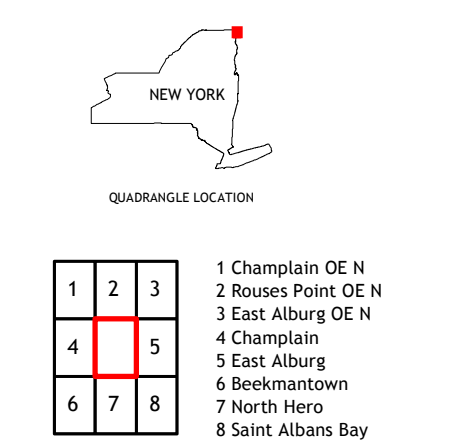 NEW YORK
QUADRANGLE LOCATION
1 2 3
4 5
6 7 8
1 Champlain OE N
2 Rouses Point OE N
3 East Alburg OE N
4 Champlain
5 East Alburg
6 Beekmantown
7 North Hero
8 Saint Albans Bay